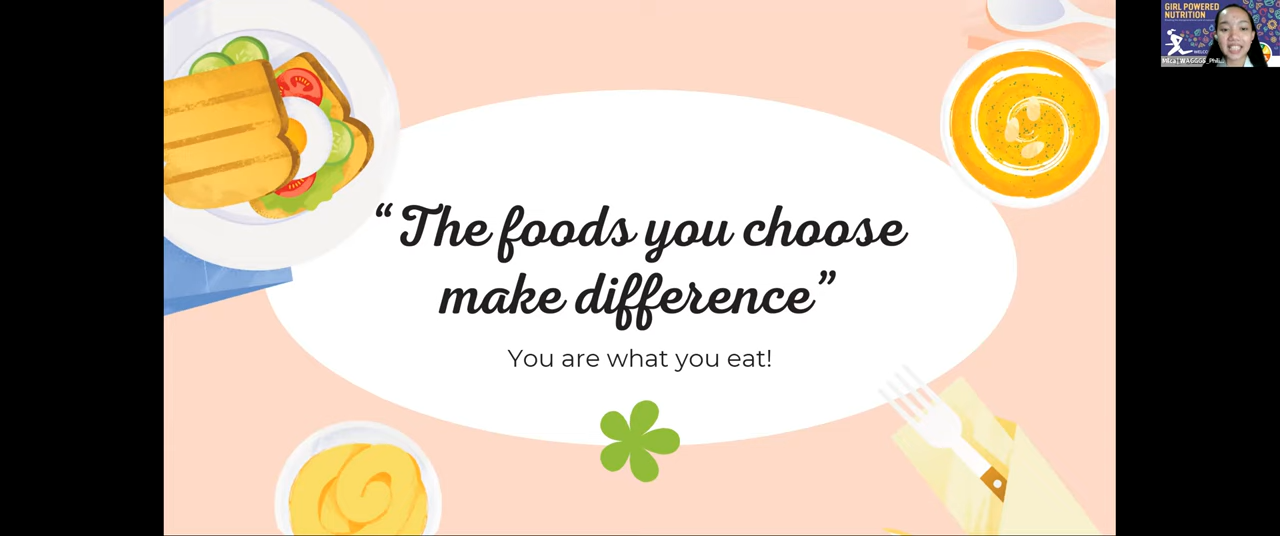 “The foods you choose
make difference”
You are what you eat!
GIRL POWERED
NUTRITION